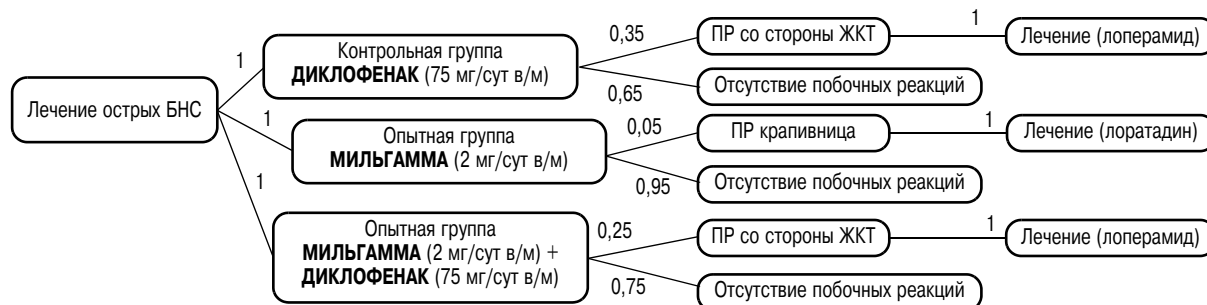 Лечение острых БНС
1
Контрольная группа
ДИКЛОФЕНАК (75 мг/сут в/м)
0,35
ПР со стороны ЖКТ
1
Лечение (лоперамид)
0,65
Отсутствие побочных реакций
1
Опытная группа
МИЛЬГАММА (2 мг/сут в/м)
0,05
ПР крапивница
1
Лечение (лоратадин)
0,95
Отсутствие побочных реакций
1
Опытная группа
МИЛЬГАММА (2 мг/сут в/м) +
ДИКЛОФЕНАК (75 мг/сут в/м)
0,25
ПР со стороны ЖКТ
1
Лечение (лоперамид)
0,75
Отсутствие побочных реакций